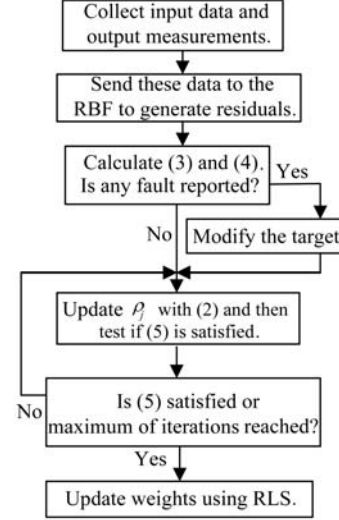 Collect input data and
output measurements.
Send these data to the
RBF to generate residuals.
Calculate (3) and (4).
Is any fault reported?
Yes
No
Modify the target
Update ρj with (2) and then
test if (5) is satisfied.
No
Is (5) satisfied or
maximum of iterations reached?
Yes
Update weights using RLS.